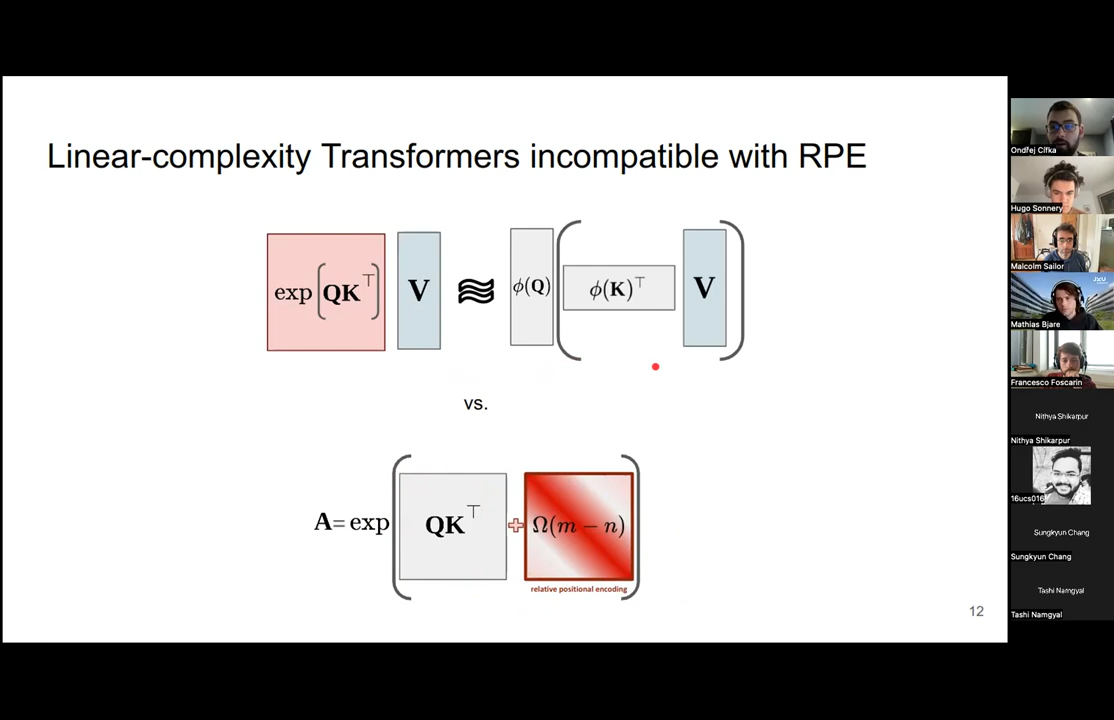 Linear-complexity Transformers incompatible with RPE
exp(QK⊤) V ≈ ϕ(Q) ( ϕ(K)⊤ V )
vs.
A= exp ( QK⊤ + Ω(m − n) )
relative positional encoding
12
Ondřej Cífka
Hugo Sonnery
Malcolm Sailor
JYU
Mathias Bjare
Francesco Foscarin
Nithya Shikarpur
Nithya Shikarpur
16ucs016
Sungkyun Chang
Sungkyun Chang
Tashi Namgyal
Tashi Namgyal